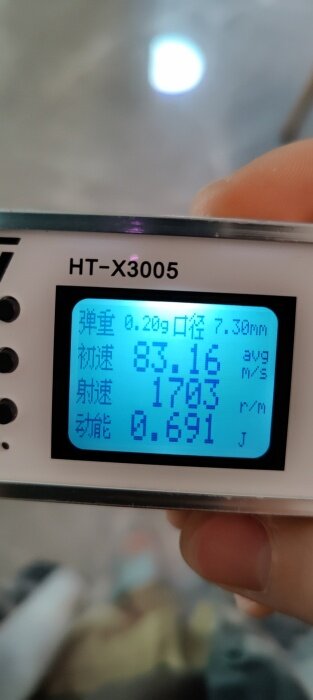 HT-X3005
弹重 0.20g 口径 7.30mm
初速 83.16 avg m/s
射速 1703 r/m
动能 0.691 J